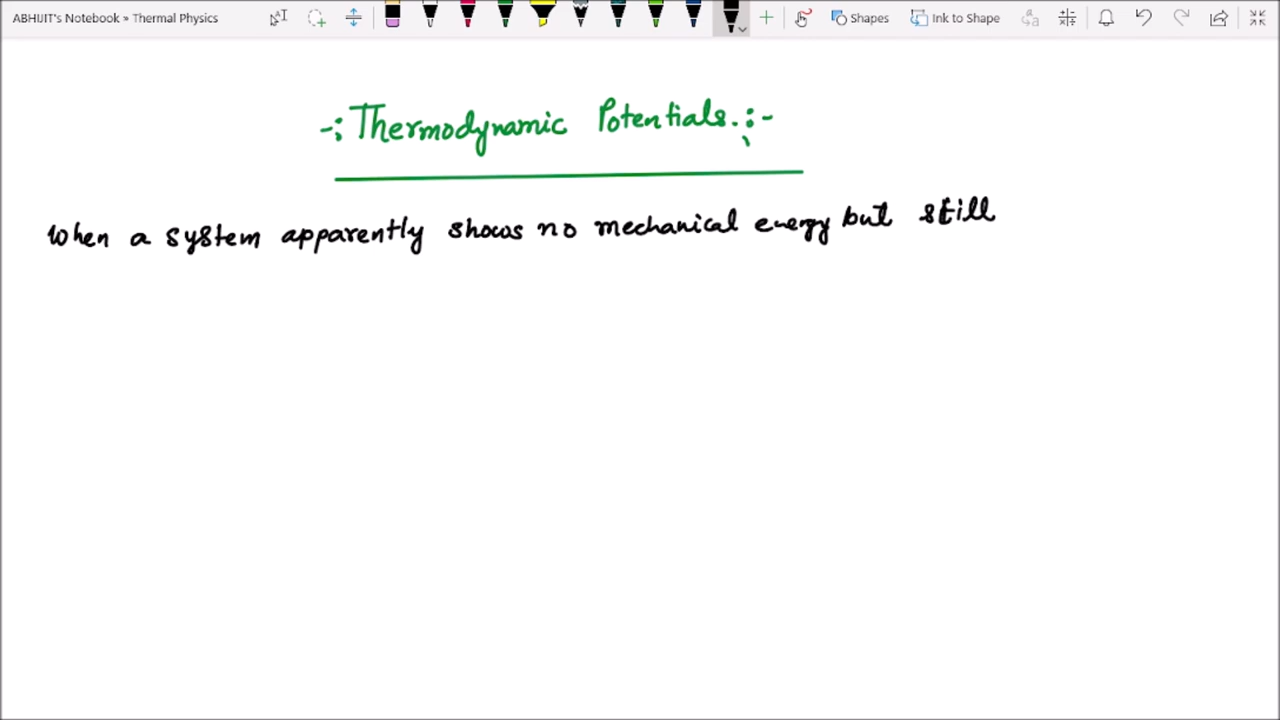 ABHIJIT's Notebook » Thermal Physics
Shapes
Ink to Shape
-: Thermodynamic Potentials. :-
When a system apparently shows no mechanical energy but still